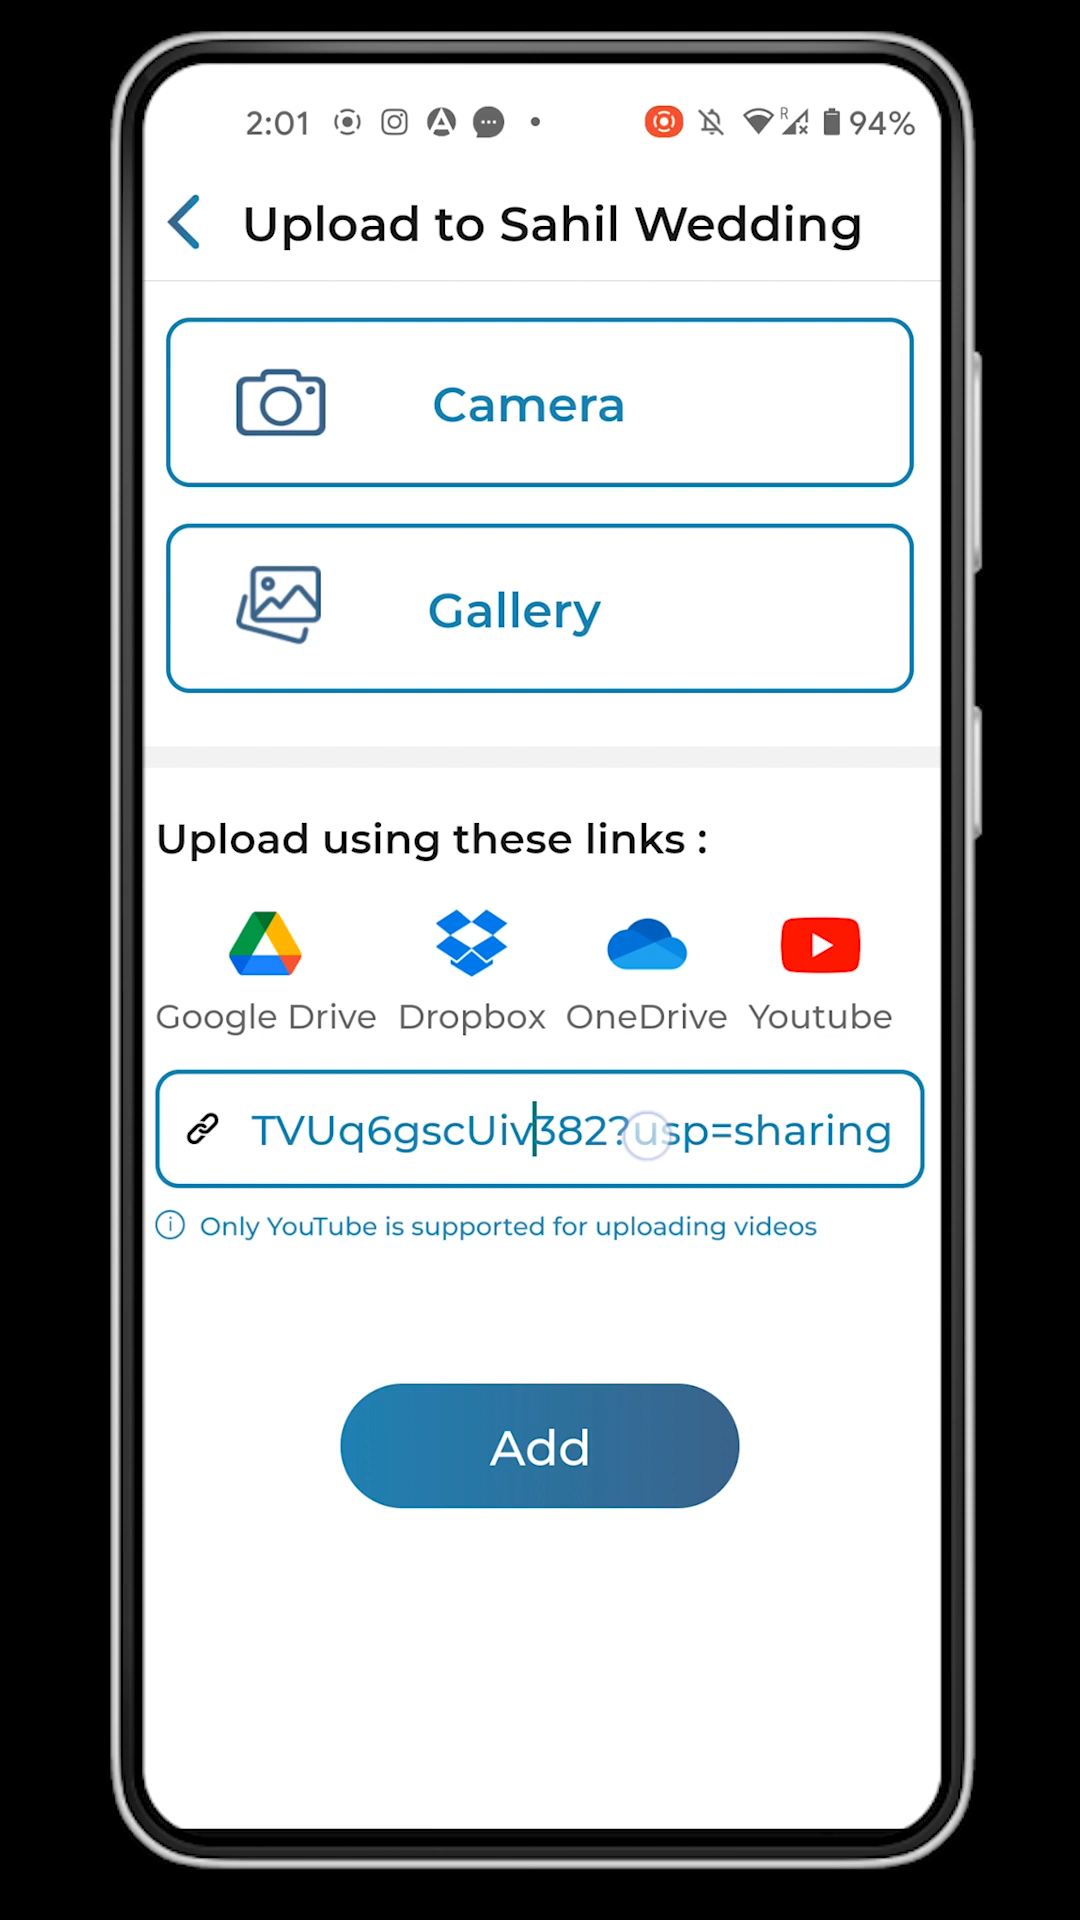 2:01 R 94%
Upload to Sahil Wedding
Camera
Gallery
Upload using these links :
Google Drive Dropbox OneDrive Youtube
TVUq6gscUiv382?usp=sharing
Only YouTube is supported for uploading videos
Add